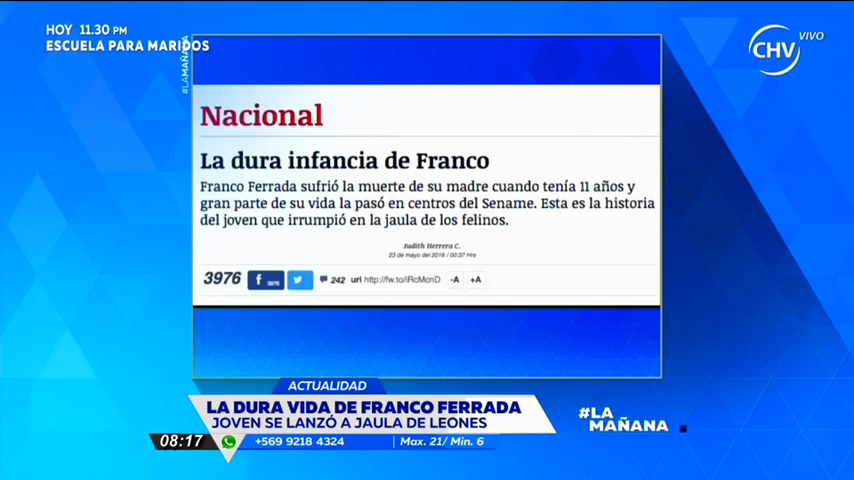 HOY 11.30 PM
ESCUELA PARA MARIDOS
#LAMAÑANA
CHV VIVO
Nacional
La dura infancia de Franco
Franco Ferrada sufrió la muerte de su madre cuando tenía 11 años y
gran parte de su vida la pasó en centros del Sename. Esta es la historia
del joven que irrumpió en la jaula de los felinos.
Judith Herrera C.
23 de mayo del 2016 / 00:37 Hrs
3976 f 3976 242 url http://fw.to/iRcMcnD -A +A
ACTUALIDAD
LA DURA VIDA DE FRANCO FERRADA
JOVEN SE LANZÓ A JAULA DE LEONES
#LA
MAÑANA
08:17 +569 9218 4324 | Max. 21/ Min. 6